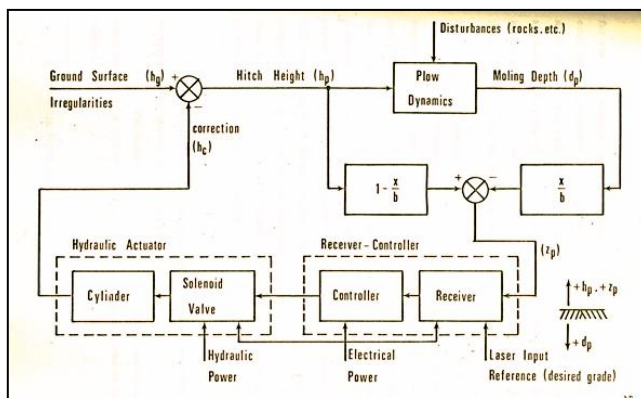 Disturbances (rocks.etc.)
Ground Surface (hg)
Irregularities
+
−
Hitch Height (hp)
Plow
Dynamics
Moling Depth (dp)
correction
(hc)
1 - x/b
+
−
x/b
(zp)
Hydraulic Actuator
Receiver-Controller
Cylinder
Solenoid
Valve
Controller
Receiver
+hp.+zp
+dp
Hydraulic
Power
Electrical
Power
Laser Input
Reference (desired grade)